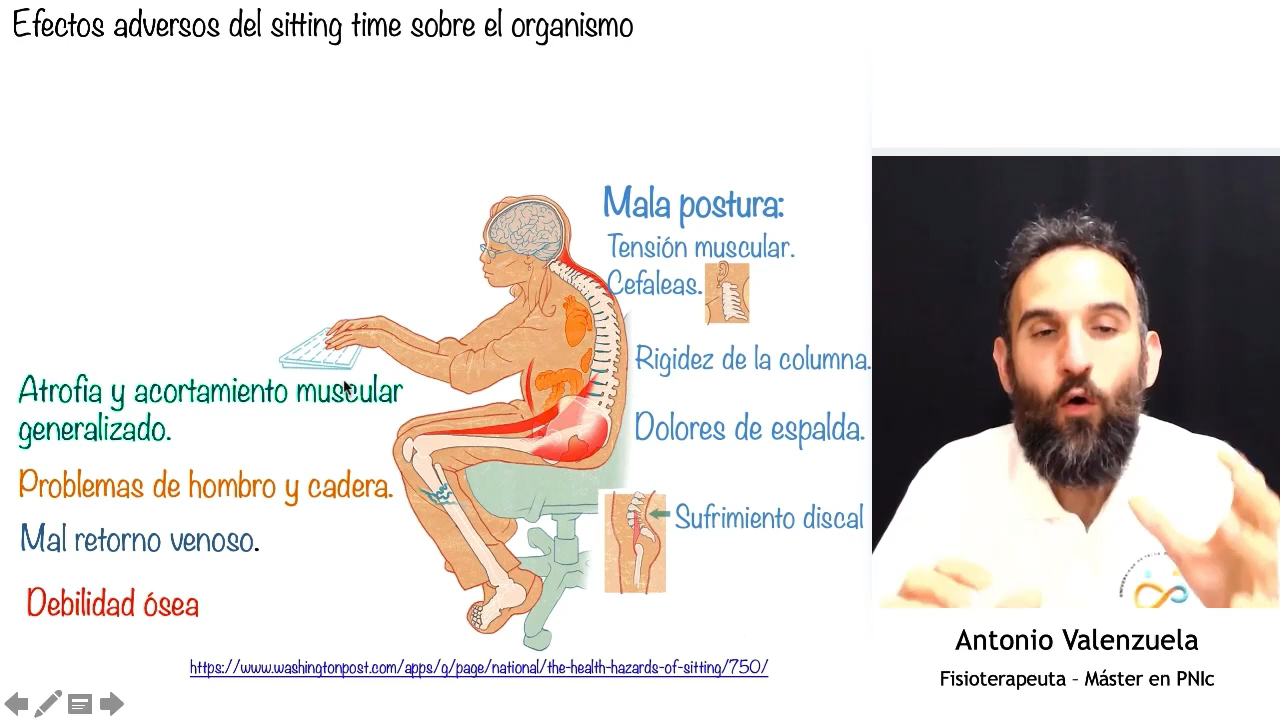 Efectos adversos del sitting time sobre el organismo
Mala postura:
Tensión muscular.
Cefaleas.
Rigidez de la columna.
Dolores de espalda.
Sufrimiento discal
Atrofia y acortamiento muscular
generalizado.
Problemas de hombro y cadera.
Mal retorno venoso.
Debilidad ósea
https://www.washingtonpost.com/apps/g/page/national/the-health-hazards-of-sitting/750/
Antonio Valenzuela
Fisioterapeuta - Máster en PNIc